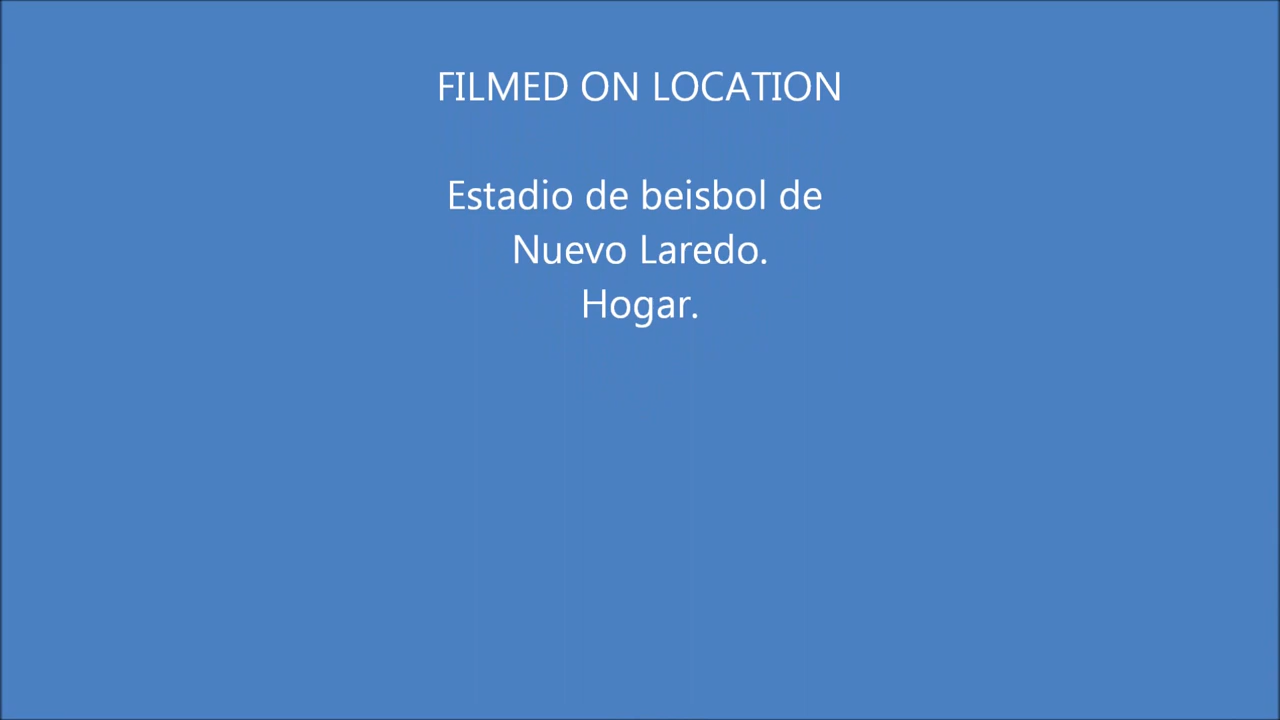 FILMED ON LOCATION
Estadio de beisbol de
Nuevo Laredo.
Hogar.